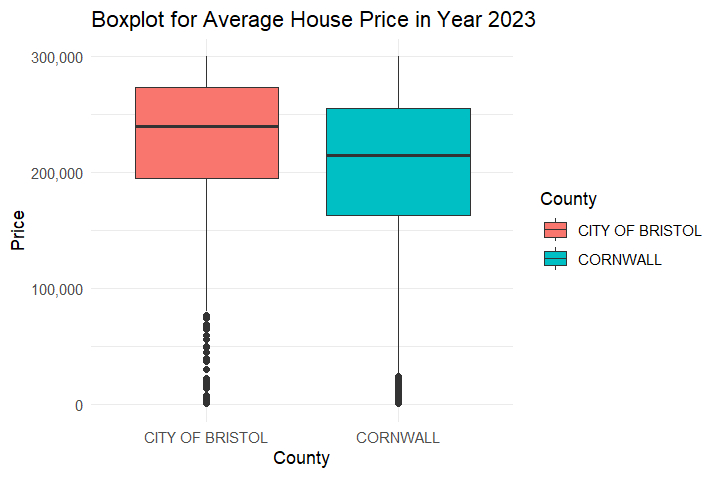 Boxplot for Average House Price in Year 2023
300,000
200,000
100,000
0
Price
CITY OF BRISTOL
CORNWALL
County
County
CITY OF BRISTOL
CORNWALL